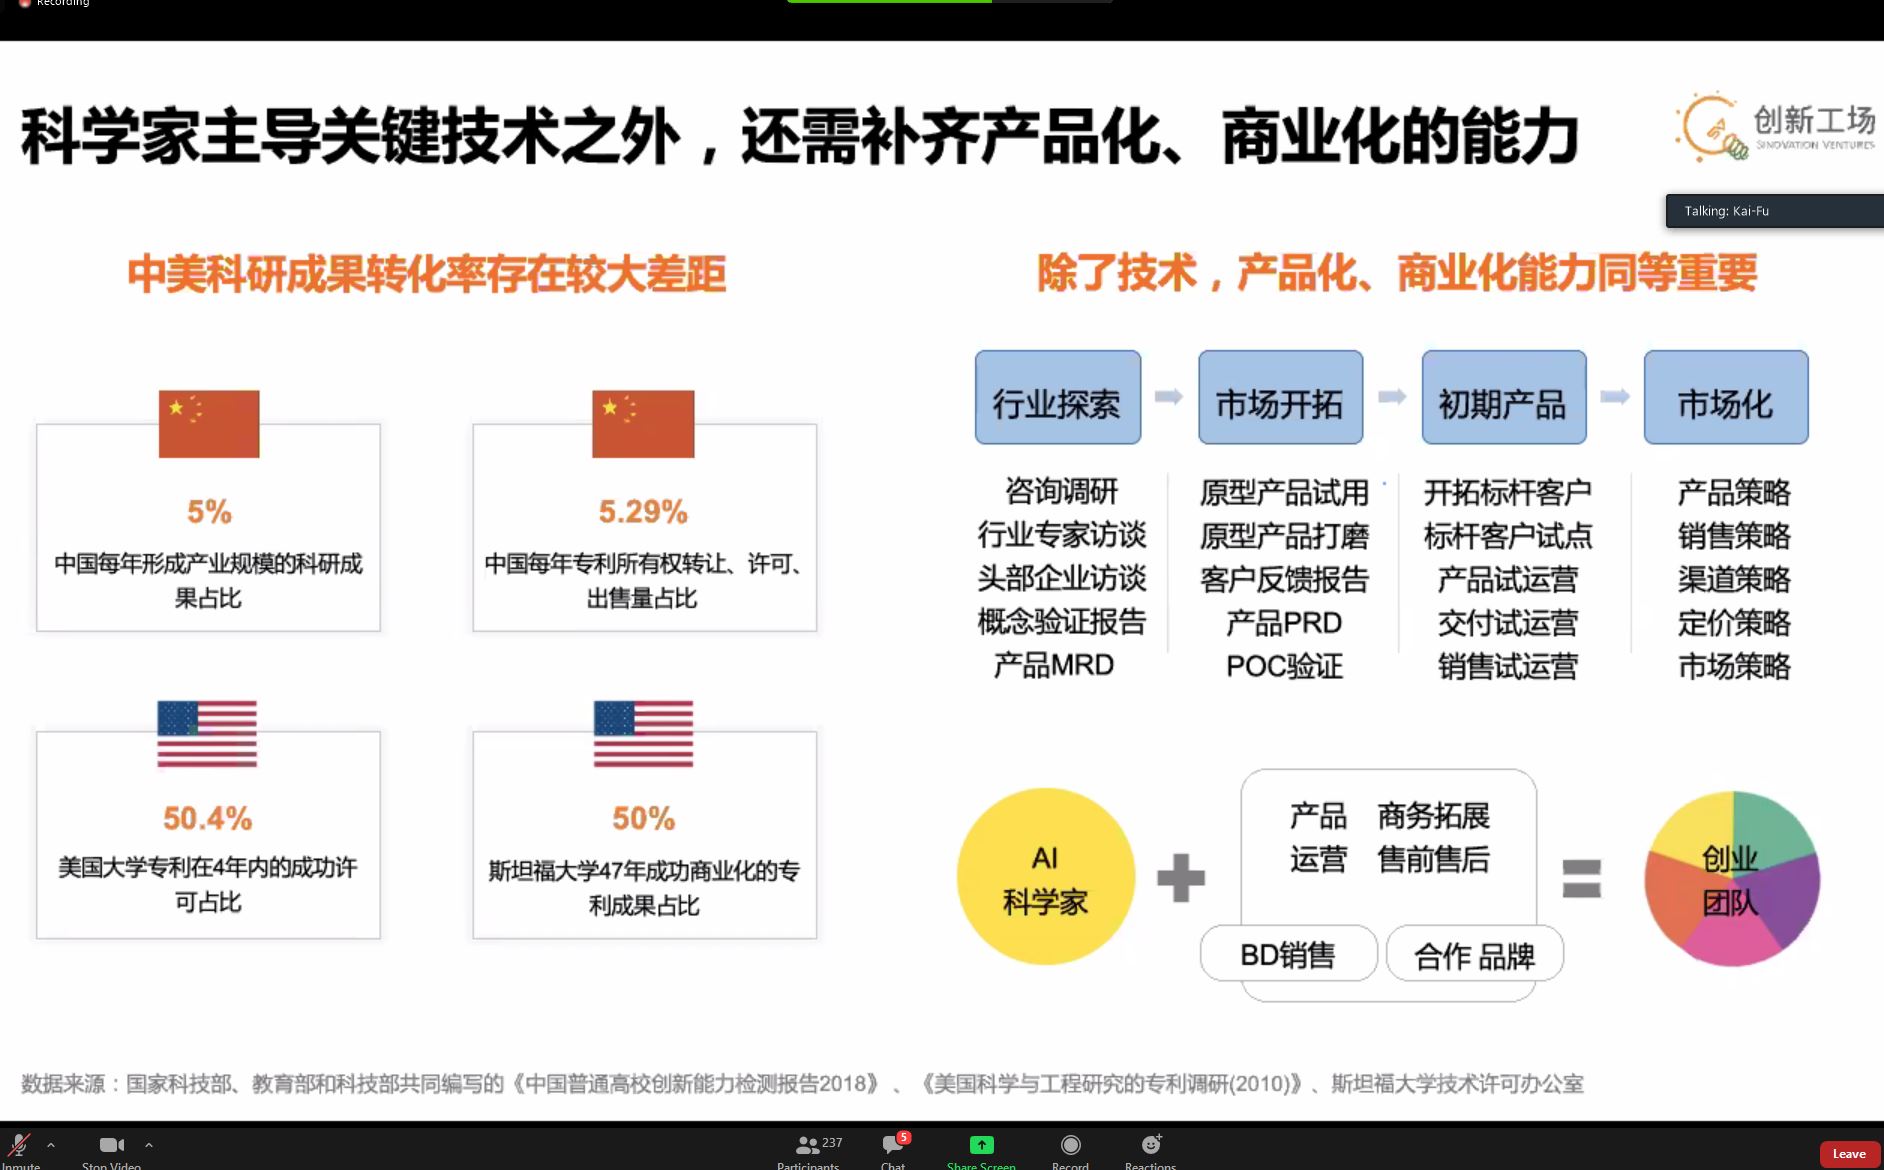 Recording
科学家主导关键技术之外，还需补齐产品化、商业化的能力
创新工场
SINOVATION VENTURES
Talking: Kai-Fu
中美科研成果转化率存在较大差距
5%
中国每年形成产业规模的科研成
果占比
5.29%
中国每年专利所有权转让、许可、
出售量占比
50.4%
美国大学专利在4年内的成功许
可占比
50%
斯坦福大学47年成功商业化的专
利成果占比
除了技术，产品化、商业化能力同等重要
行业探索
咨询调研
行业专家访谈
头部企业访谈
概念验证报告
产品MRD
市场开拓
原型产品试用
原型产品打磨
客户反馈报告
产品PRD
POC验证
初期产品
开拓标杆客户
标杆客户试点
产品试运营
交付试运营
销售试运营
市场化
产品策略
销售策略
渠道策略
定价策略
市场策略
AI
科学家
产品 商务拓展
运营 售前售后
BD销售
合作 品牌
创业
团队
数据来源：国家科技部、教育部和科技部共同编写的《中国普通高校创新能力检测报告2018》、《美国科学与工程研究的专利调研(2010)》、斯坦福大学技术许可办公室
Unmute
Stop Video
237
Participants
5
Chat
Share Screen
Record
Reactions
Leave